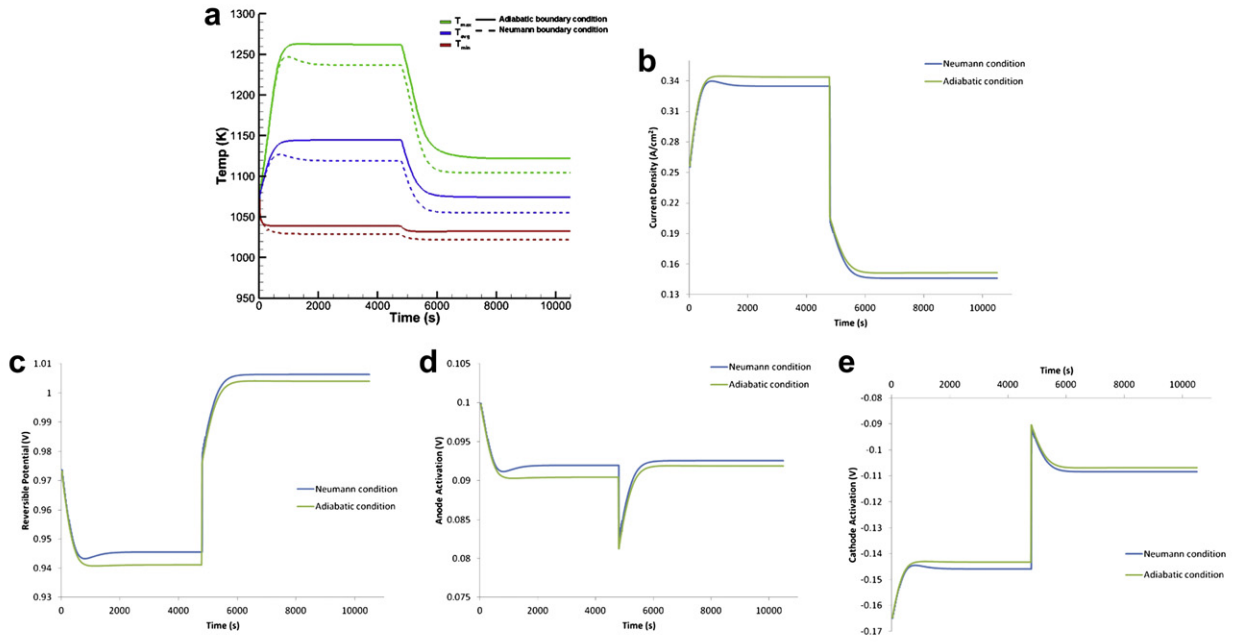 a
T max Adiabatic boundary condition
T avg Neumann boundary condition
T min
1300
1250
1200
1150
1100
1050
1000
950
Temp (K)
0 2000 4000 6000 8000 10000
Time (s)
b
Neumann condition
Adiabatic condition
0.34
0.31
0.28
0.25
0.22
0.19
0.16
0.13
Current Density (A/cm²)
0 2000 4000 6000 8000 10000
Time (s)
c
1.01
1
0.99
0.98
0.97
0.96
0.95
0.94
0.93
Reversible Potential (V)
Neumann condition
Adiabatic condition
0 2000 4000 6000 8000 10000
Time (s)
d
0.105
0.1
0.095
0.09
0.085
0.08
0.075
Anode Activation (V)
Neumann condition
Adiabatic condition
0 2000 4000 6000 8000 10000
Time (s)
e
Time (s)
0 2000 4000 6000 8000 10000
-0.08
-0.09
-0.1
-0.11
-0.12
-0.13
-0.14
-0.15
-0.16
-0.17
Cathode Activation (V)
Neumann condition
Adiabatic condition